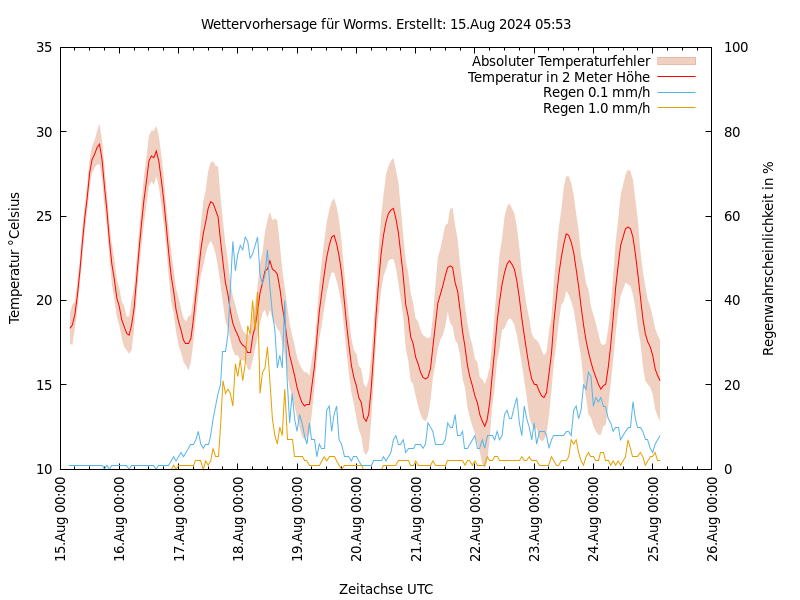 Wettervorhersage für Worms. Erstellt: 15.Aug 2024 05:53
35
30
25
20
15
10
100
80
60
40
20
0
Absoluter Temperaturfehler
Temperatur in 2 Meter Höhe
Regen 0.1 mm/h
Regen 1.0 mm/h
Temperatur °Celsius
Regenwahrscheinlichkeit in %
15.Aug 00:00
16.Aug 00:00
17.Aug 00:00
18.Aug 00:00
19.Aug 00:00
20.Aug 00:00
21.Aug 00:00
22.Aug 00:00
23.Aug 00:00
24.Aug 00:00
25.Aug 00:00
26.Aug 00:00
Zeitachse UTC